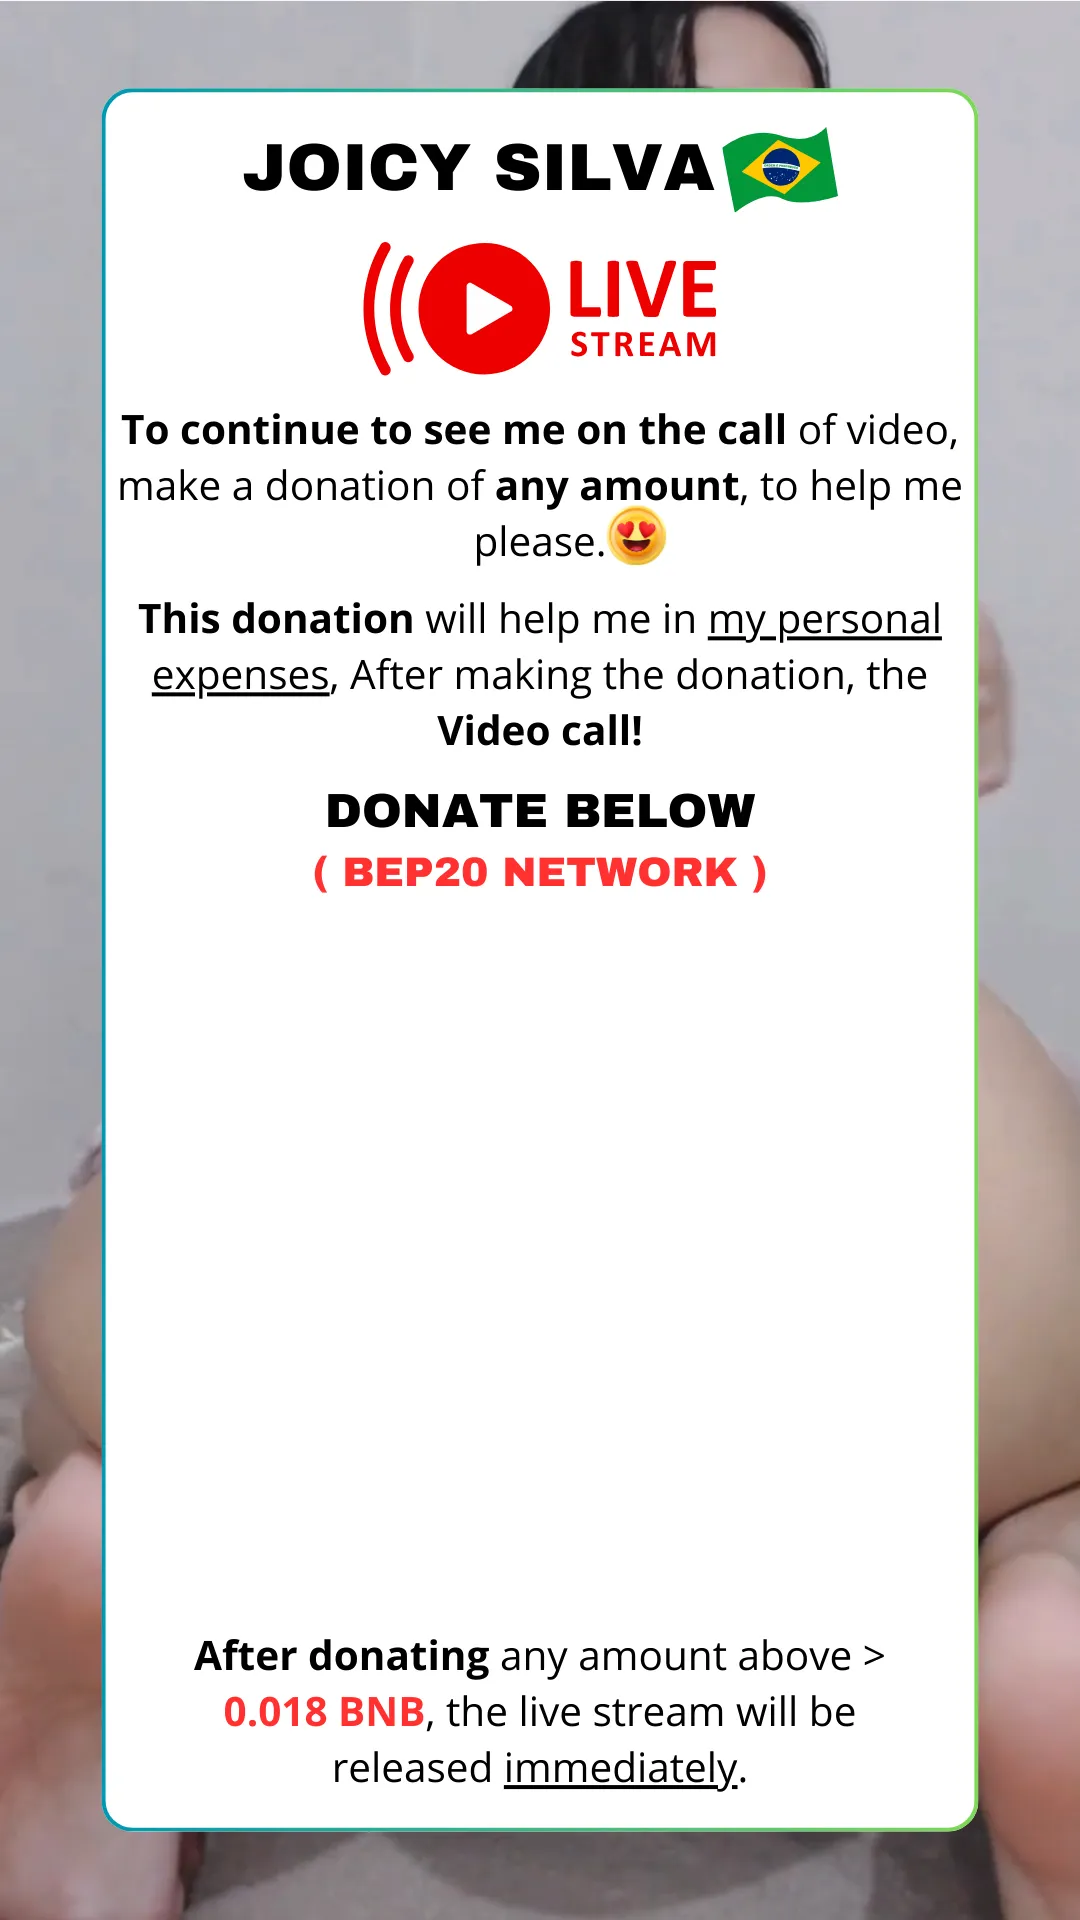 JOICY SILVA
LIVE
STREAM
To continue to see me on the call of video,
make a donation of any amount, to help me
please.
This donation will help me in my personal
expenses, After making the donation, the
Video call!
DONATE BELOW
( BEP20 NETWORK )
After donating any amount above >
0.018 BNB, the live stream will be
released immediately.